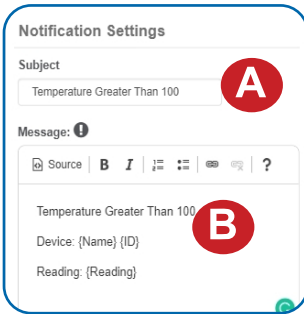 Notification Settings
Subject
Temperature Greater Than 100
A
Message:
Source B I ?
Temperature Greater Than 100
B
Device: {Name} {ID}
Reading: {Reading}